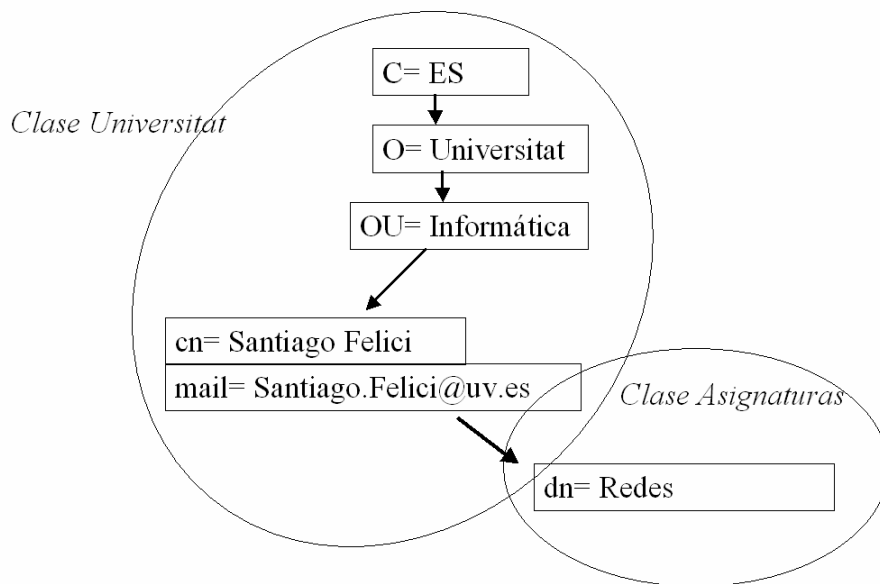 C= ES
Clase Universitat
O= Universitat
OU= Informática
cn= Santiago Felici
mail= Santiago.Felici@uv.es
Clase Asignaturas
dn= Redes